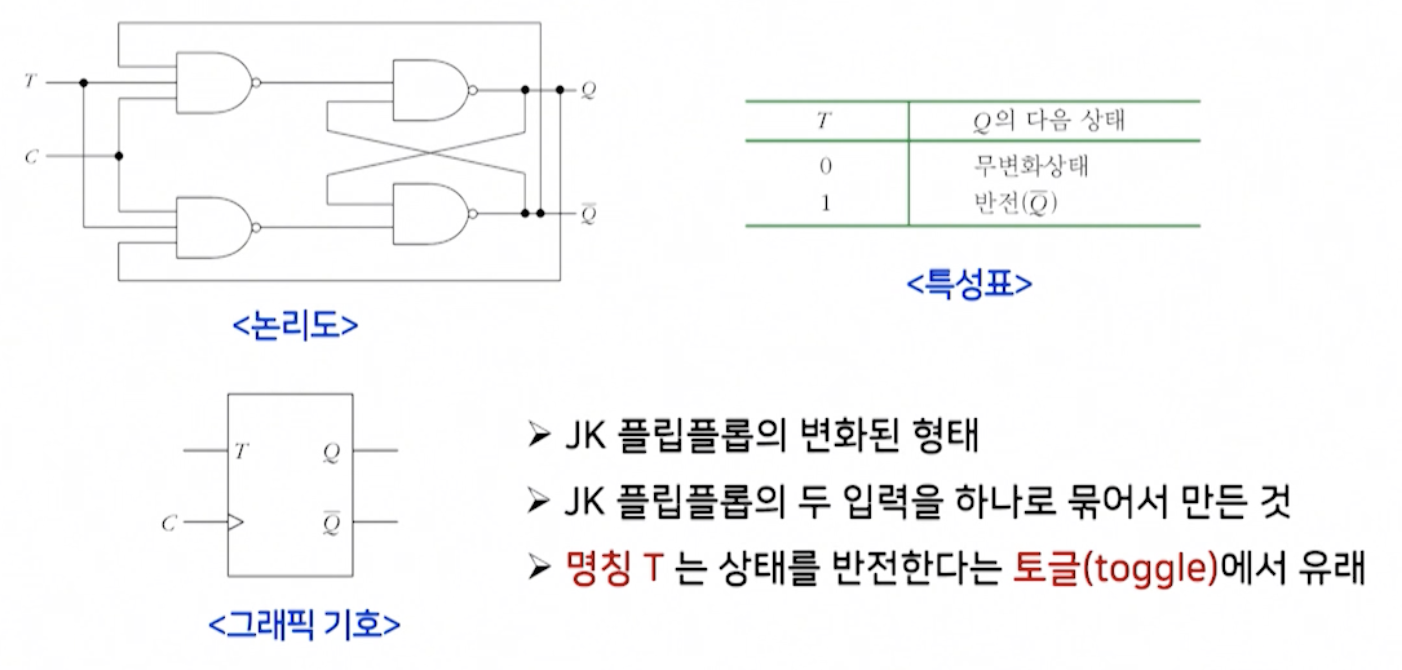 T
C
Q
Q̅
<논리도>
T Q의 다음 상태
0 무변화상태
1 반전(Q̅)
<특성표>
T Q
C Q̅
<그래픽 기호>
➢ JK 플립플롭의 변화된 형태
➢ JK 플립플롭의 두 입력을 하나로 묶어서 만든 것
➢ 명칭 T 는 상태를 반전한다는 토글(toggle)에서 유래